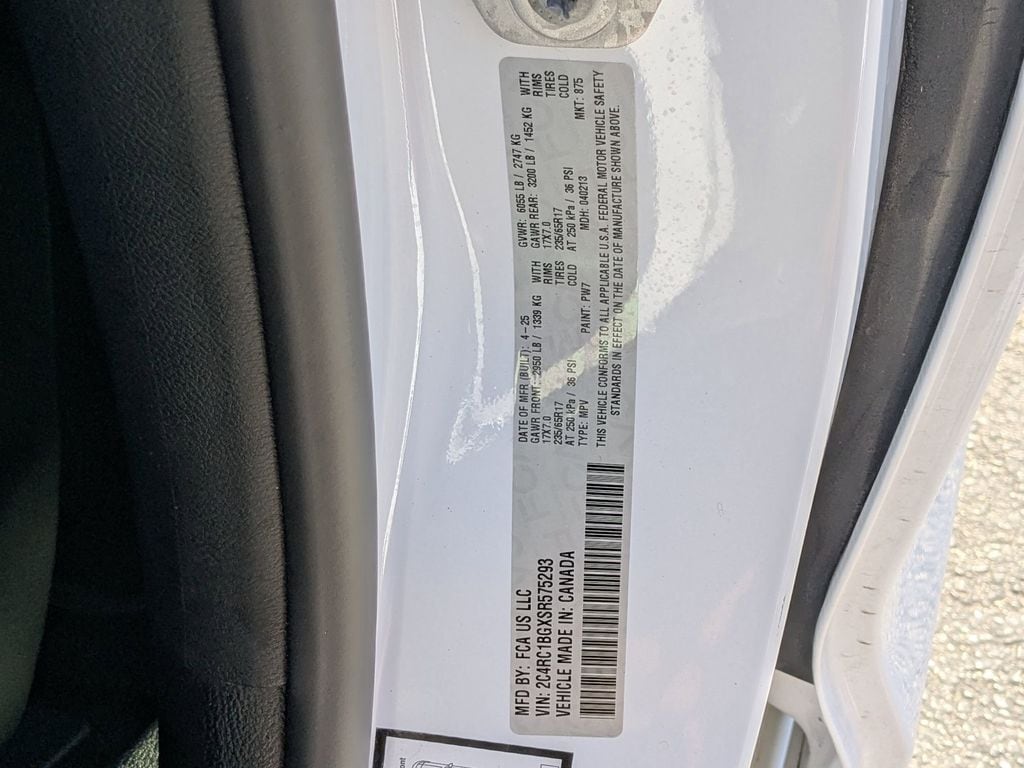 MFD BY: FCA US LLC
VIN: 2C4RC1BGXSR575293
VEHICLE MADE IN: CANADA
DATE OF MFR (BUILT): 4-25 GVWR: 6055 LB / 2747 KG
GAWR FRONT: 2950 LB / 1339 KG WITH GAWR REAR: 3200 LB / 1452 KG WITH
17X7.0 RIMS 17X7.0 RIMS
235/65R17 TIRES 235/65R17 TIRES
AT 250 kPa / 36 PSI COLD AT 250 kPa / 36 PSI COLD
TYPE: MPV PAINT: PW7 MDH: 040213 MKT: 875
THIS VEHICLE CONFORMS TO ALL APPLICABLE U.S.A. FEDERAL MOTOR VEHICLE SAFETY
STANDARDS IN EFFECT ON THE DATE OF MANUFACTURE SHOWN ABOVE.